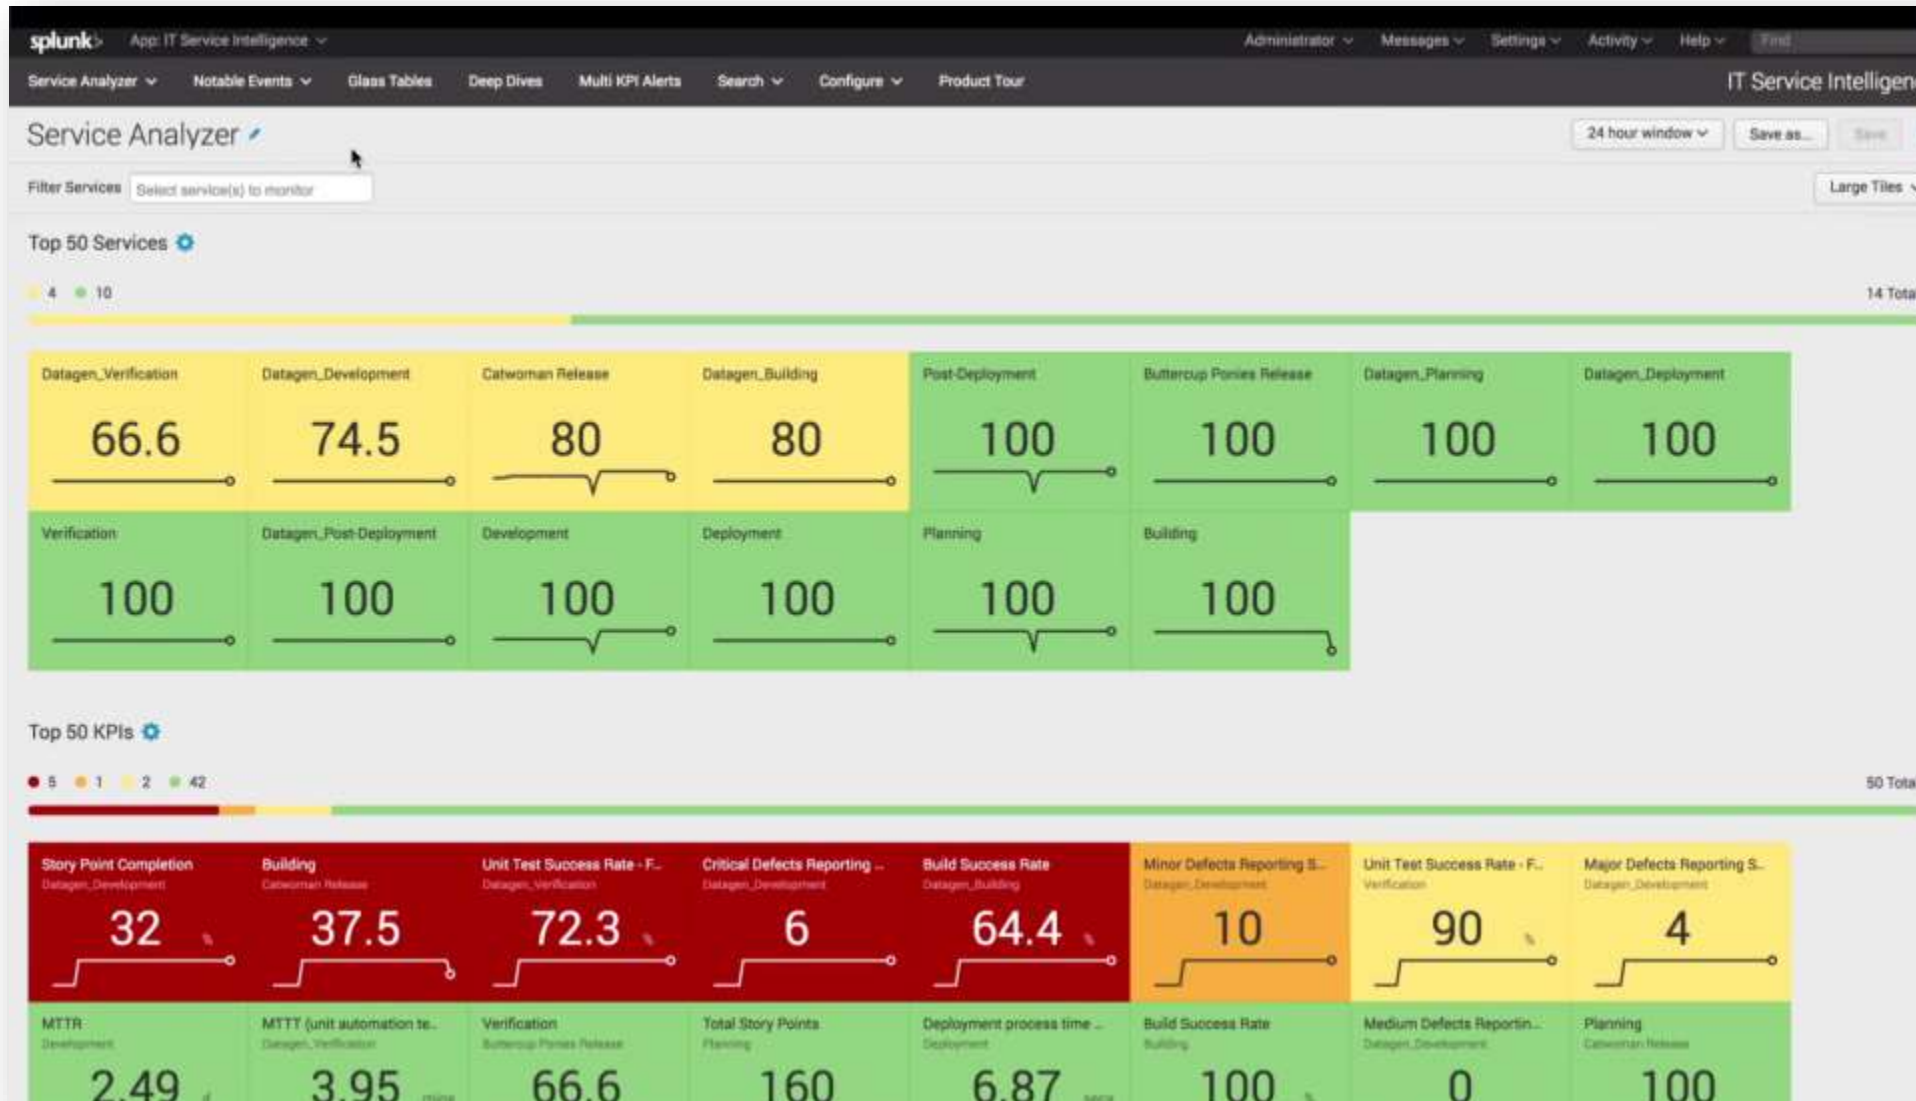 splunk> App: IT Service Intelligence Administrator Messages Settings Activity Help Find
Service Analyzer Notable Events Glass Tables Deep Dives Multi KPI Alerts Search Configure Product Tour IT Service Intelligen
Service Analyzer 24 hour window Save as... Save
Filter Services Select service(s) to monitor Large Tiles
Top 50 Services
4 10 14 Tota
Datagen_Verification Datagen_Development Catwoman Release Datagen_Building Post-Deployment Buttercup Ponies Release Datagen_Planning Datagen_Deployment
66.6 74.5 80 80 100 100 100 100
Verification Datagen_Post-Deployment Development Deployment Planning Building
100 100 100 100 100 100
Top 50 KPIs
5 1 2 42 50 Tota
Story Point Completion Building Unit Test Success Rate - F... Critical Defects Reporting ... Build Success Rate Minor Defects Reporting S... Unit Test Success Rate - F... Major Defects Reporting S...
Datagen_Development Catwoman Release Datagen_Verification Datagen_Development Datagen_Building Datagen_Development Verification Datagen_Development
32 % 37.5 72.3 % 6 64.4 % 10 90 % 4
MTTR MTTT (unit automation te... Verification Total Story Points Deployment process time ... Build Success Rate Medium Defects Reportin... Planning
Development Datagen_Verification Buttercup Ponies Release Planning Deployment Building Datagen_Development Catwoman Release
2.49 d 3.95 mins 66.6 160 6.87 secs 100 % 0 100